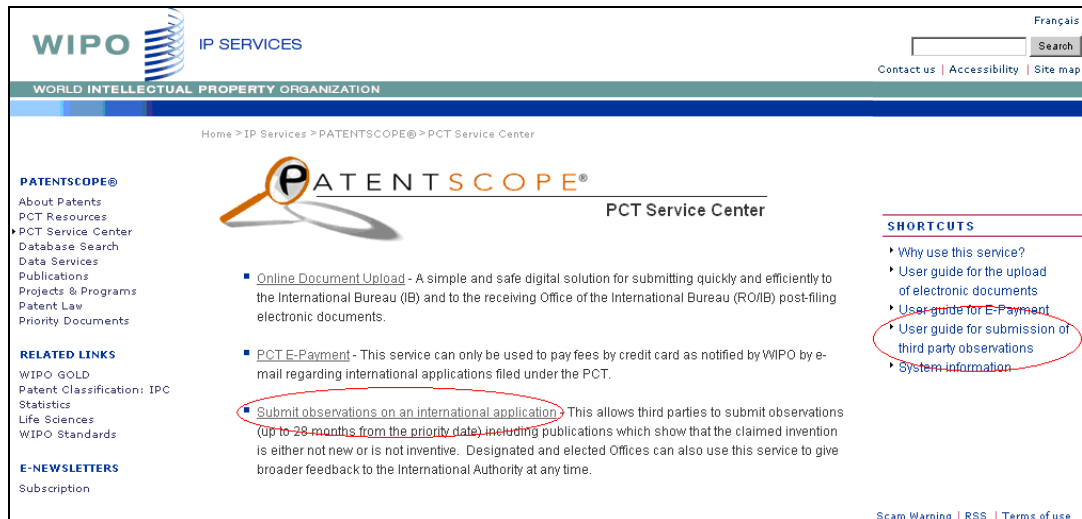 Français
WIPO
IP SERVICES
Search
Contact us | Accessibility | Site map
WORLD INTELLECTUAL PROPERTY ORGANIZATION
Home > IP Services > PATENTSCOPE® > PCT Service Center
PATENTSCOPE®
About Patents
PCT Resources
PCT Service Center
Database Search
Data Services
Publications
Projects & Programs
Patent Law
Priority Documents
RELATED LINKS
WIPO GOLD
Patent Classification: IPC
Statistics
Life Sciences
WIPO Standards
E-NEWSLETTERS
Subscription
PATENTSCOPE®
PCT Service Center
Online Document Upload - A simple and safe digital solution for submitting quickly and efficiently to
the International Bureau (IB) and to the receiving Office of the International Bureau (RO/IB) post-filing
electronic documents.
PCT E-Payment - This service can only be used to pay fees by credit card as notified by WIPO by e-
mail regarding international applications filed under the PCT.
Submit observations on an international application - This allows third parties to submit observations
(up to 28 months from the priority date) including publications which show that the claimed invention
is either not new or is not inventive. Designated and elected Offices can also use this service to give
broader feedback to the International Authority at any time.
SHORTCUTS
Why use this service?
User guide for the upload
of electronic documents
User guide for E-Payment
User guide for submission of
third party observations
System information
Scam Warning | RSS | Terms of use